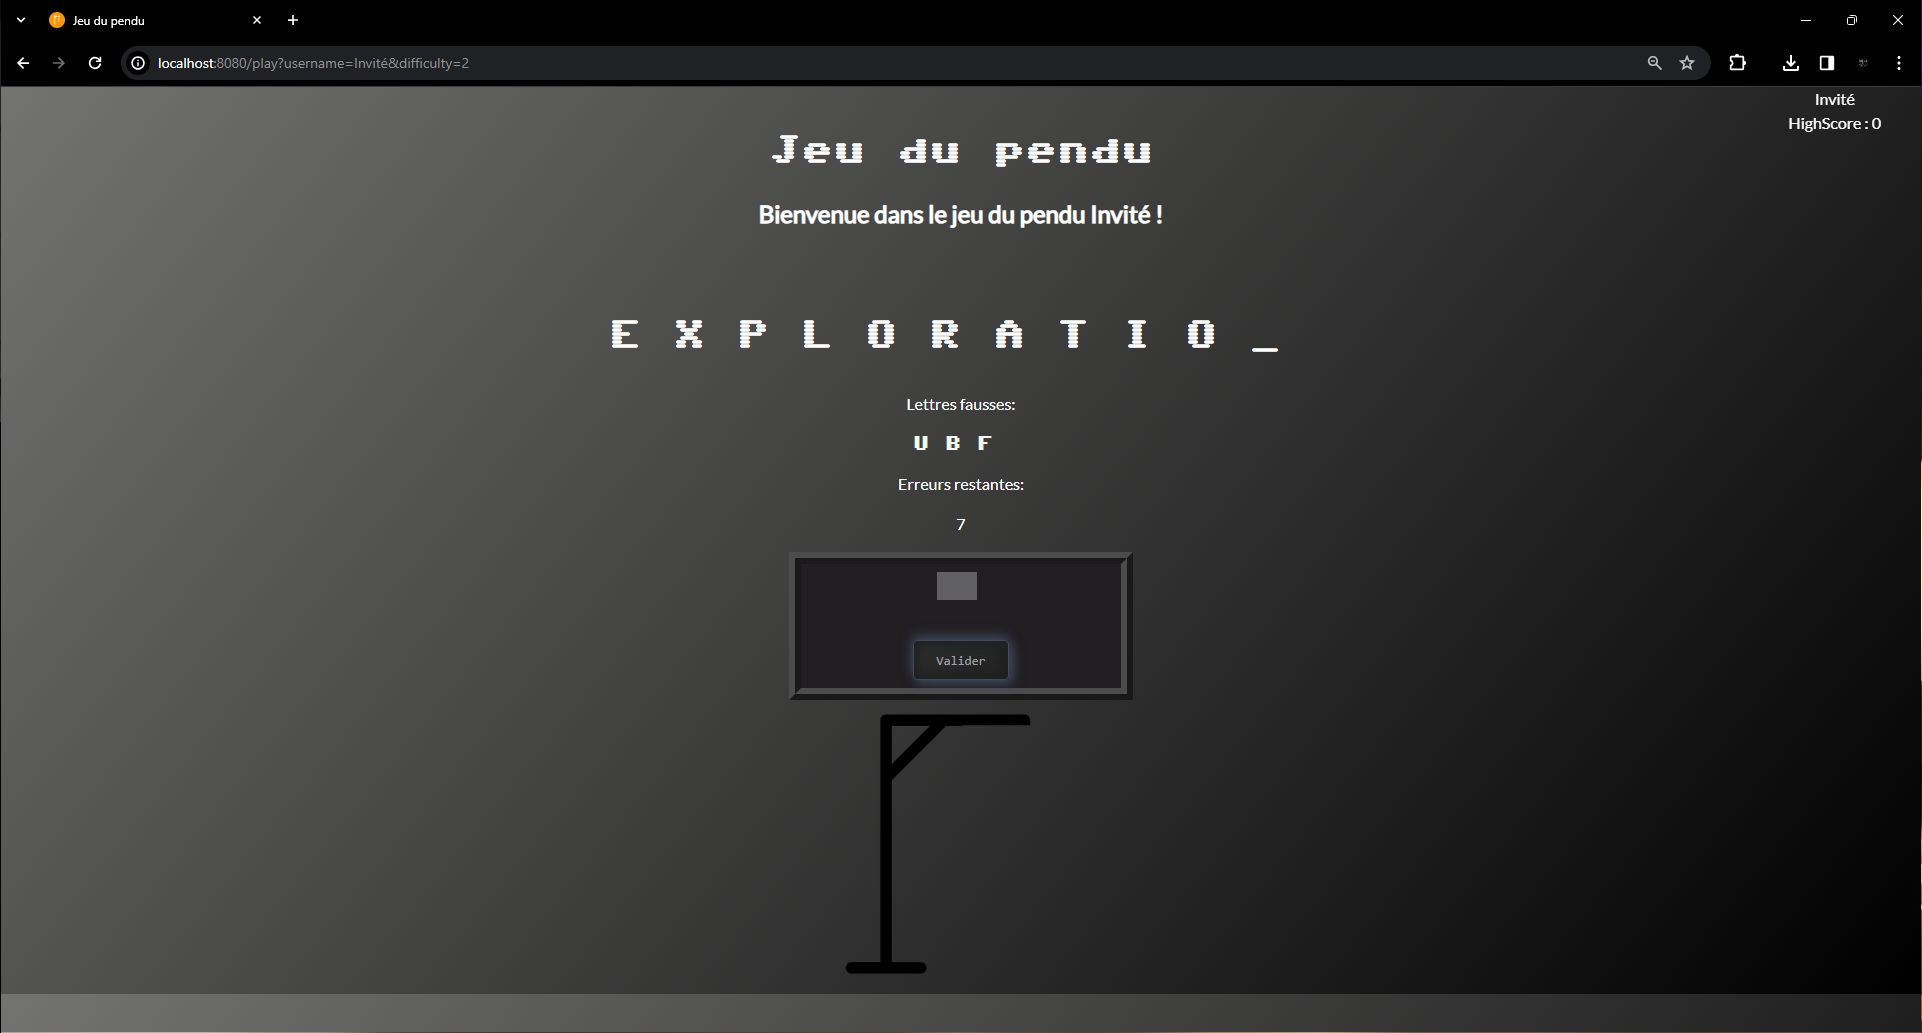 Jeu du pendu
localhost:8080/play?username=Invité&difficulty=2
Invité
HighScore : 0
Jeu du pendu
Bienvenue dans le jeu du pendu Invité !
E X P L O R A T I O _
Lettres fausses:
U B F
Erreurs restantes:
7
Valider